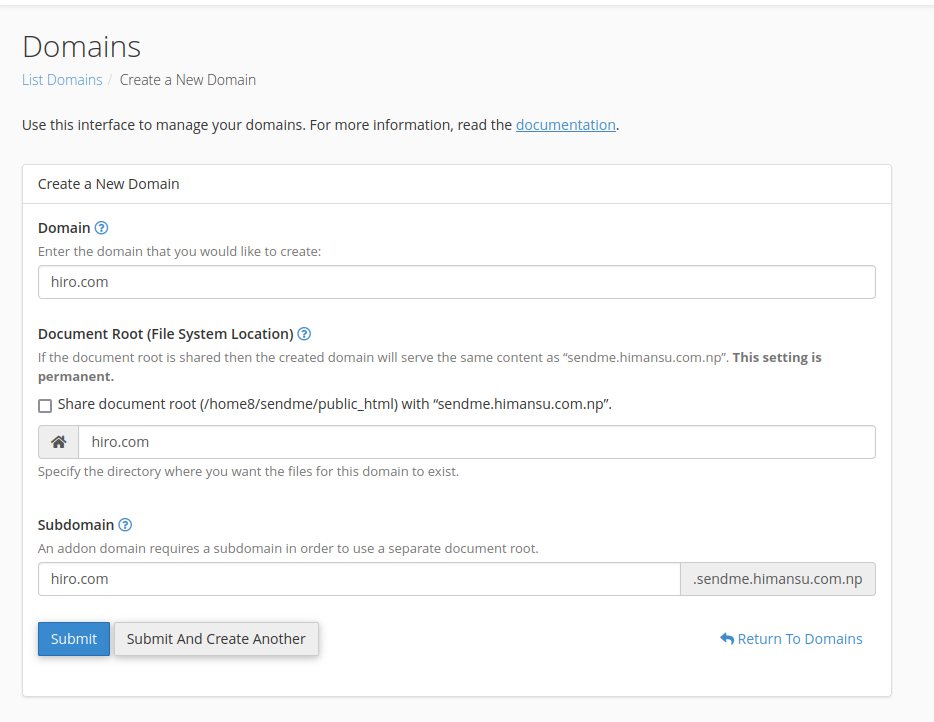 Domains
List Domains / Create a New Domain
Use this interface to manage your domains. For more information, read the documentation.
Create a New Domain
Domain
Enter the domain that you would like to create:
hiro.com
Document Root (File System Location)
If the document root is shared then the created domain will serve the same content as “sendme.himansu.com.np”. This setting is
permanent.
Share document root (/home8/sendme/public_html) with “sendme.himansu.com.np”.
hiro.com
Specify the directory where you want the files for this domain to exist.
Subdomain
An addon domain requires a subdomain in order to use a separate document root.
hiro.com .sendme.himansu.com.np
Submit Submit And Create Another Return To Domains